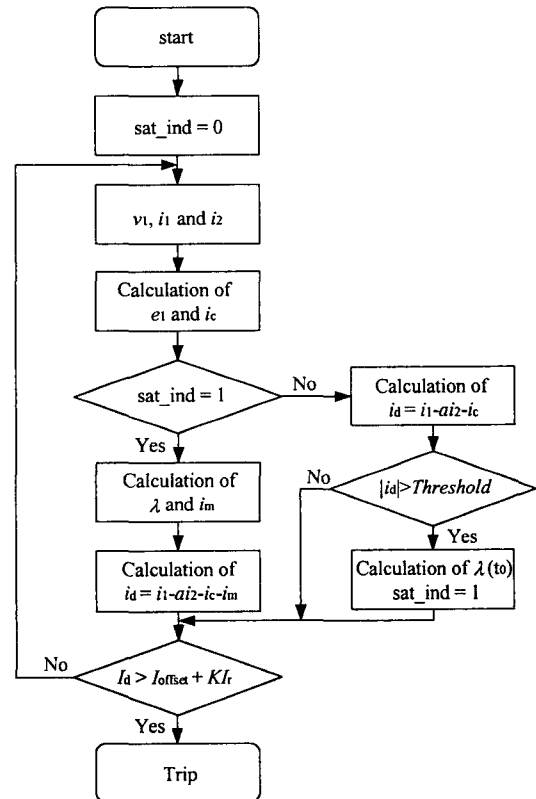 start
sat_ind = 0
v1, i1 and i2
Calculation of
e1 and ic
sat_ind = 1
No
Yes
Calculation of
id = i1-ai2-ic
|id|>Threshold
No
Yes
Calculation of λ(t0)
sat_ind = 1
Calculation of
λ and im
Calculation of
id = i1-ai2-ic-im
Id > Ioffset + KIr
No
Yes
Trip